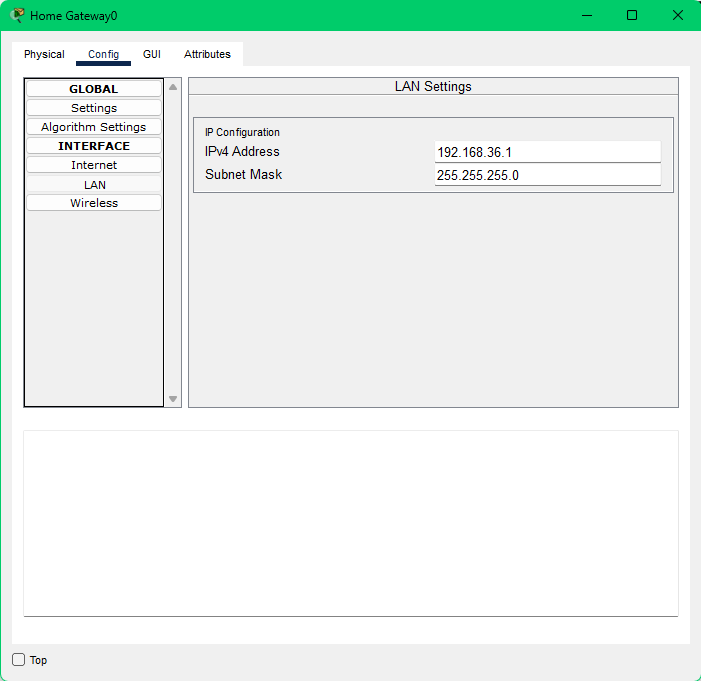 Home Gateway0
Physical Config GUI Attributes
GLOBAL
Settings
Algorithm Settings
INTERFACE
Internet
LAN
Wireless
LAN Settings
IP Configuration
IPv4 Address 192.168.36.1
Subnet Mask 255.255.255.0
Top